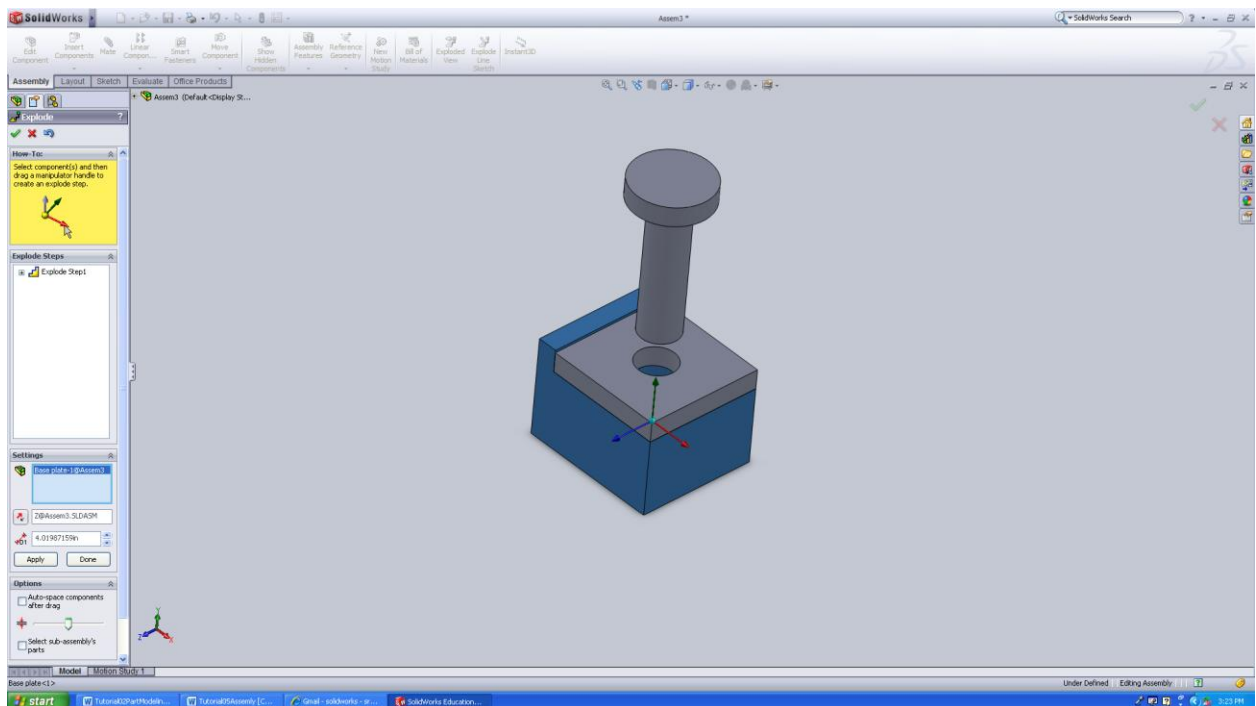 SolidWorks
Assem3 *
SolidWorks Search
Edit Component
Insert Components
Mate
Linear Compon...
Smart Fasteners
Move Component
Show Hidden Components
Assembly Features
Reference Geometry
New Motion Study
Bill of Materials
Exploded View
Explode Line Sketch
Instant3D
Assembly Layout Sketch Evaluate Office Products
Assem3 (Default<Display St...
Explode ?
How-To:
Select component(s) and then
drag a manipulator handle to
create an explode step.
Explode Steps
Explode Step1
Settings
Base plate-1@Assem3
Z@Assem3.SLDASM
D1
4.01987159in
Apply Done
Options
Auto-space components
after drag
Select sub-assembly's
parts
Y
Z
X
Model Motion Study 1
Base plate<1>
Under Defined Editing Assembly
start
Tutorial02PartModelin...
Tutorial05Assemly [C...
Gmail - solidworks - sr...
SolidWorks Education...
3:23 PM